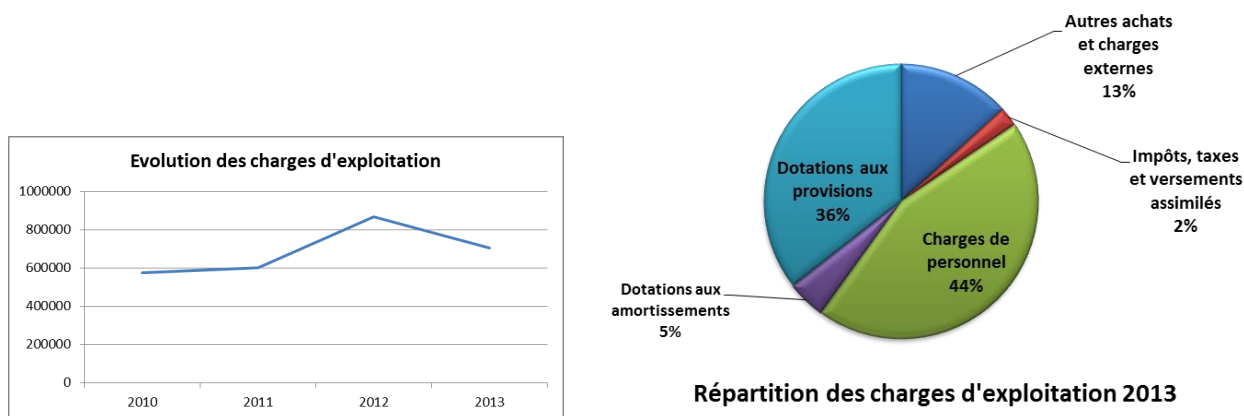 Evolution des charges d'exploitation
1000000
800000
600000
400000
200000
0
2010 2011 2012 2013
Autres achats
et charges
externes
13%
Impôts, taxes
et versements
assimilés
2%
Charges de
personnel
44%
Dotations aux
amortissements
5%
Dotations aux
provisions
36%
Répartition des charges d'exploitation 2013